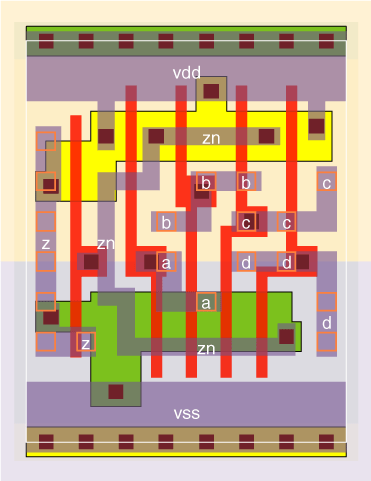 vdd
zn
b b c
b c c
z zn a d d
a d
z zn
vss